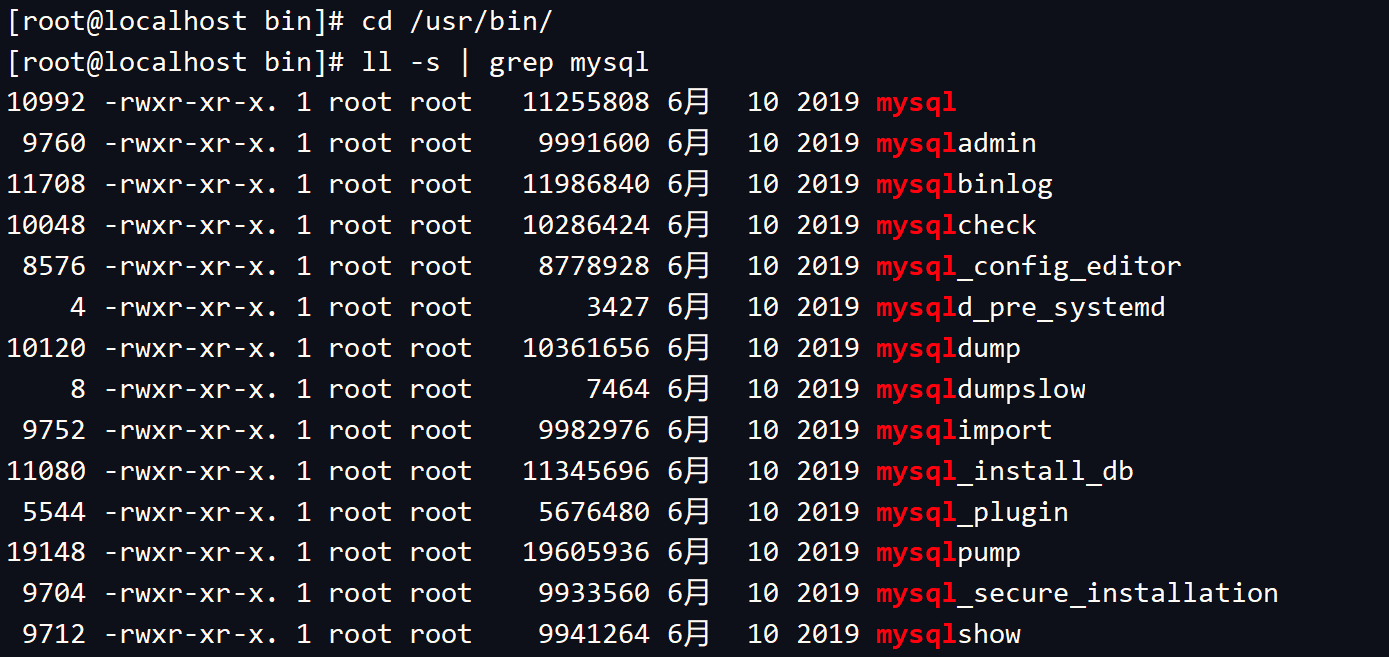 [root@localhost bin]# cd /usr/bin/
[root@localhost bin]# ll -s | grep mysql
10992 -rwxr-xr-x. 1 root root   11255808 6月  10 2019 mysql
 9760 -rwxr-xr-x. 1 root root    9991600 6月  10 2019 mysqladmin
11708 -rwxr-xr-x. 1 root root   11986840 6月  10 2019 mysqlbinlog
10048 -rwxr-xr-x. 1 root root   10286424 6月  10 2019 mysqlcheck
 8576 -rwxr-xr-x. 1 root root    8778928 6月  10 2019 mysql_config_editor
    4 -rwxr-xr-x. 1 root root       3427 6月  10 2019 mysqld_pre_systemd
10120 -rwxr-xr-x. 1 root root   10361656 6月  10 2019 mysqldump
    8 -rwxr-xr-x. 1 root root       7464 6月  10 2019 mysqldumpslow
 9752 -rwxr-xr-x. 1 root root    9982976 6月  10 2019 mysqlimport
11080 -rwxr-xr-x. 1 root root   11345696 6月  10 2019 mysql_install_db
 5544 -rwxr-xr-x. 1 root root    5676480 6月  10 2019 mysql_plugin
19148 -rwxr-xr-x. 1 root root   19605936 6月  10 2019 mysqlpump
 9704 -rwxr-xr-x. 1 root root    9933560 6月  10 2019 mysql_secure_installation
 9712 -rwxr-xr-x. 1 root root    9941264 6月  10 2019 mysqlshow